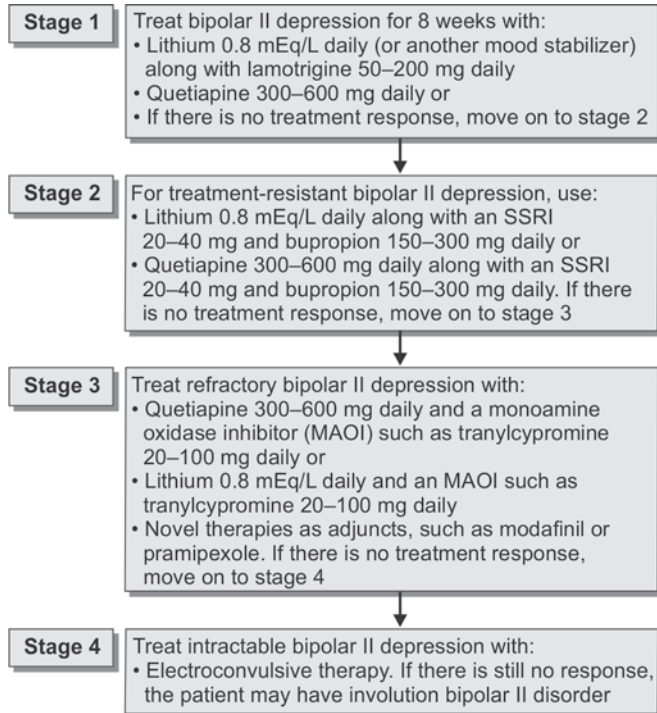 Stage 1
Treat bipolar II depression for 8 weeks with:
• Lithium 0.8 mEq/L daily (or another mood stabilizer)
along with lamotrigine 50–200 mg daily
• Quetiapine 300–600 mg daily or
• If there is no treatment response, move on to stage 2
Stage 2
For treatment-resistant bipolar II depression, use:
• Lithium 0.8 mEq/L daily along with an SSRI
20–40 mg and bupropion 150–300 mg daily or
• Quetiapine 300–600 mg daily along with an SSRI
20–40 mg and bupropion 150–300 mg daily. If there
is no treatment response, move on to stage 3
Stage 3
Treat refractory bipolar II depression with:
• Quetiapine 300–600 mg daily and a monoamine
oxidase inhibitor (MAOI) such as tranylcypromine
20–100 mg daily or
• Lithium 0.8 mEq/L daily and an MAOI such as
tranylcypromine 20–100 mg daily
• Novel therapies as adjuncts, such as modafinil or
pramipexole. If there is no treatment response,
move on to stage 4
Stage 4
Treat intractable bipolar II depression with:
• Electroconvulsive therapy. If there is still no response,
the patient may have involution bipolar II disorder